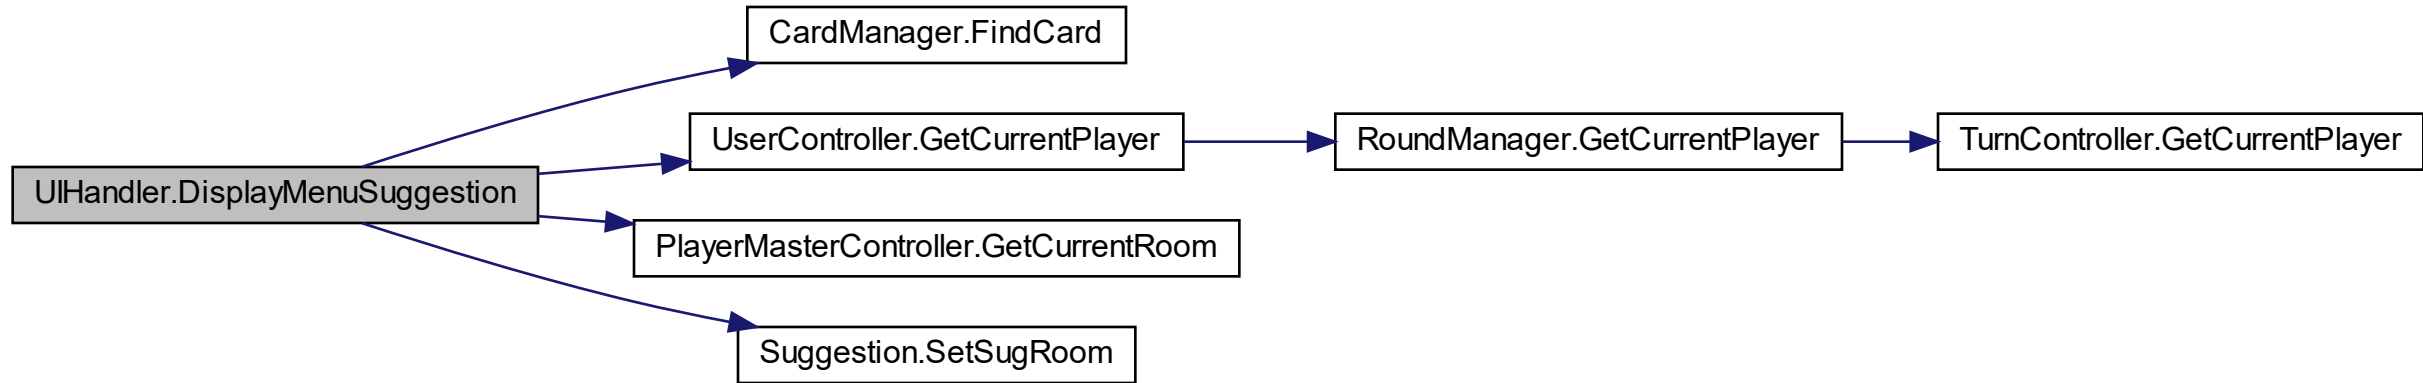 CardManager.FindCard
UserController.GetCurrentPlayer
RoundManager.GetCurrentPlayer
TurnController.GetCurrentPlayer
UIHandler.DisplayMenuSuggestion
PlayerMasterController.GetCurrentRoom
Suggestion.SetSugRoom